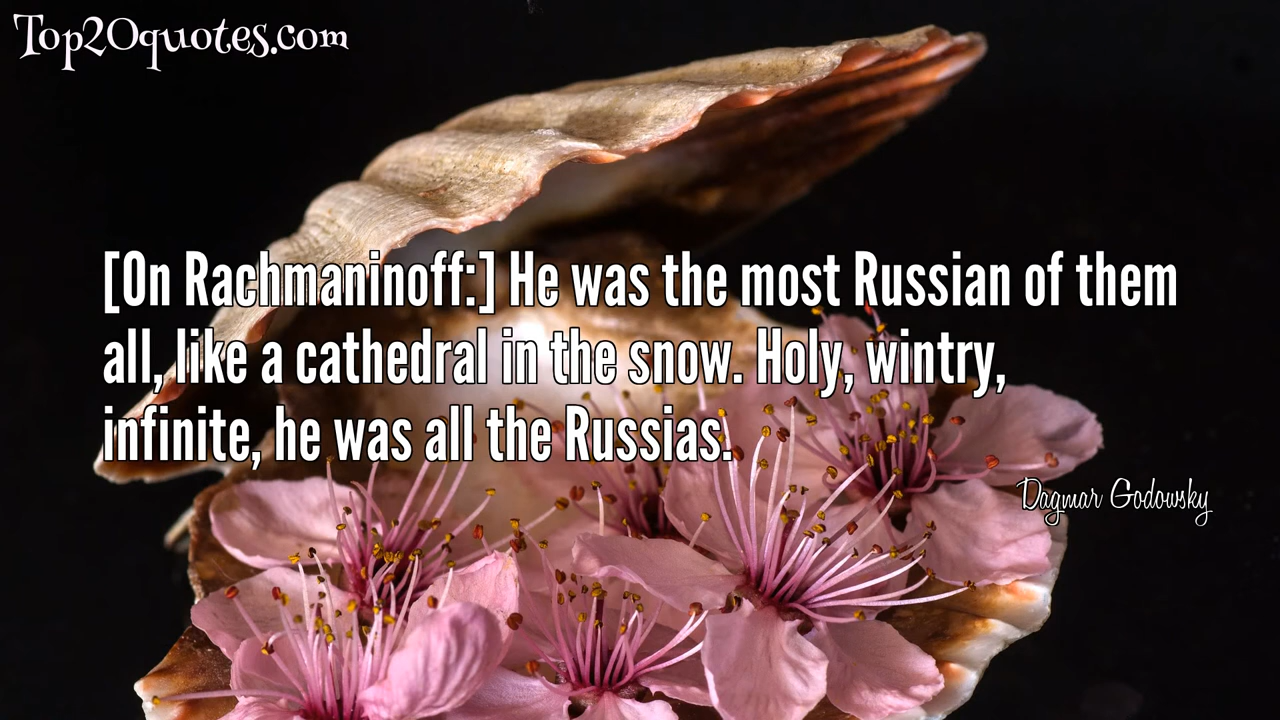 Top20quotes.com
[On Rachmaninoff:] He was the most Russian of them
all, like a cathedral in the snow. Holy, wintry,
infinite, he was all the Russias.
Dagmar Godowsky